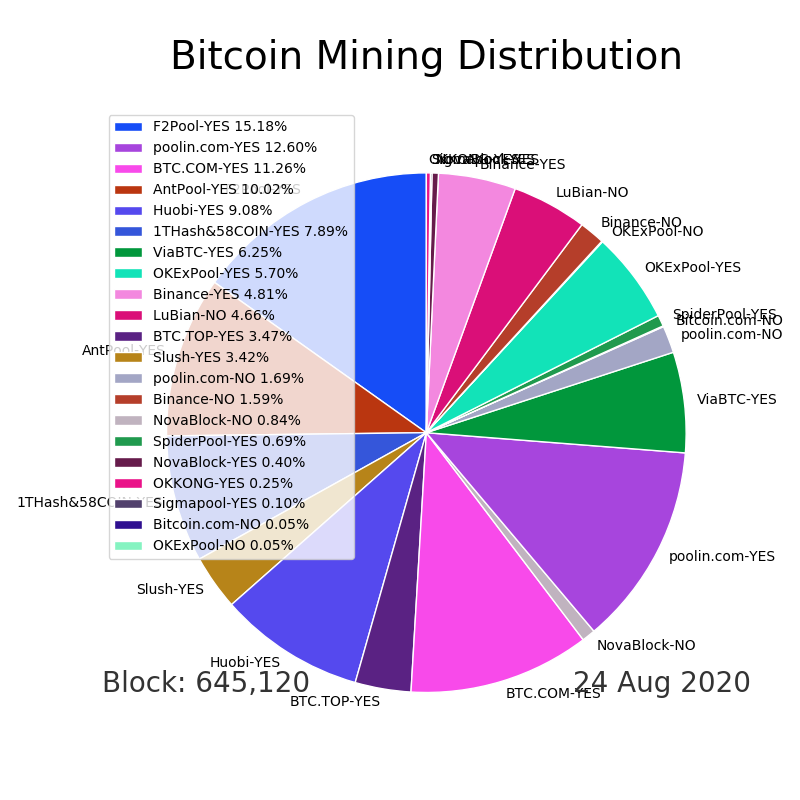 Bitcoin Mining Distribution
F2Pool-YES 15.18%
poolin.com-YES 12.60%
BTC.COM-YES 11.26%
AntPool-YES 10.02%
Huobi-YES 9.08%
1THash&58COIN-YES 7.89%
ViaBTC-YES 6.25%
OKExPool-YES 5.70%
Binance-YES 4.81%
LuBian-NO 4.66%
BTC.TOP-YES 3.47%
Slush-YES 3.42%
poolin.com-NO 1.69%
Binance-NO 1.59%
NovaBlock-NO 0.84%
SpiderPool-YES 0.69%
NovaBlock-YES 0.40%
OKKONG-YES 0.25%
Sigmapool-YES 0.10%
Bitcoin.com-NO 0.05%
OKExPool-NO 0.05%
Binance-YES
LuBian-NO
Binance-NO
OKExPool-NO
OKExPool-YES
SpiderPool-YES
Bitcoin.com-NO
poolin.com-NO
ViaBTC-YES
poolin.com-YES
NovaBlock-NO
BTC.COM-YES
BTC.TOP-YES
Huobi-YES
Slush-YES
1THash&58COIN-YES
AntPool-YES
Block: 645,120
24 Aug 2020